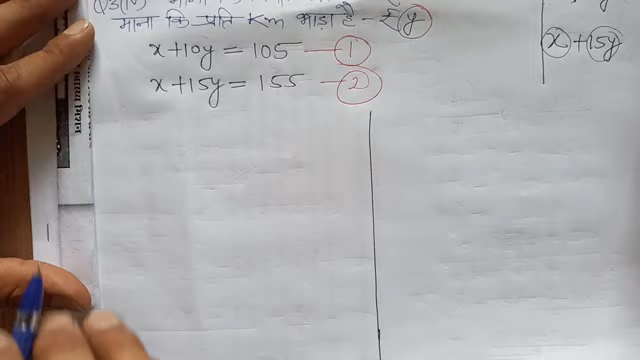 माना कि प्रति Km भाड़ा है - ₹ y
x+10y = 105 — 1
x+15y = 155 — 2
x + 15y